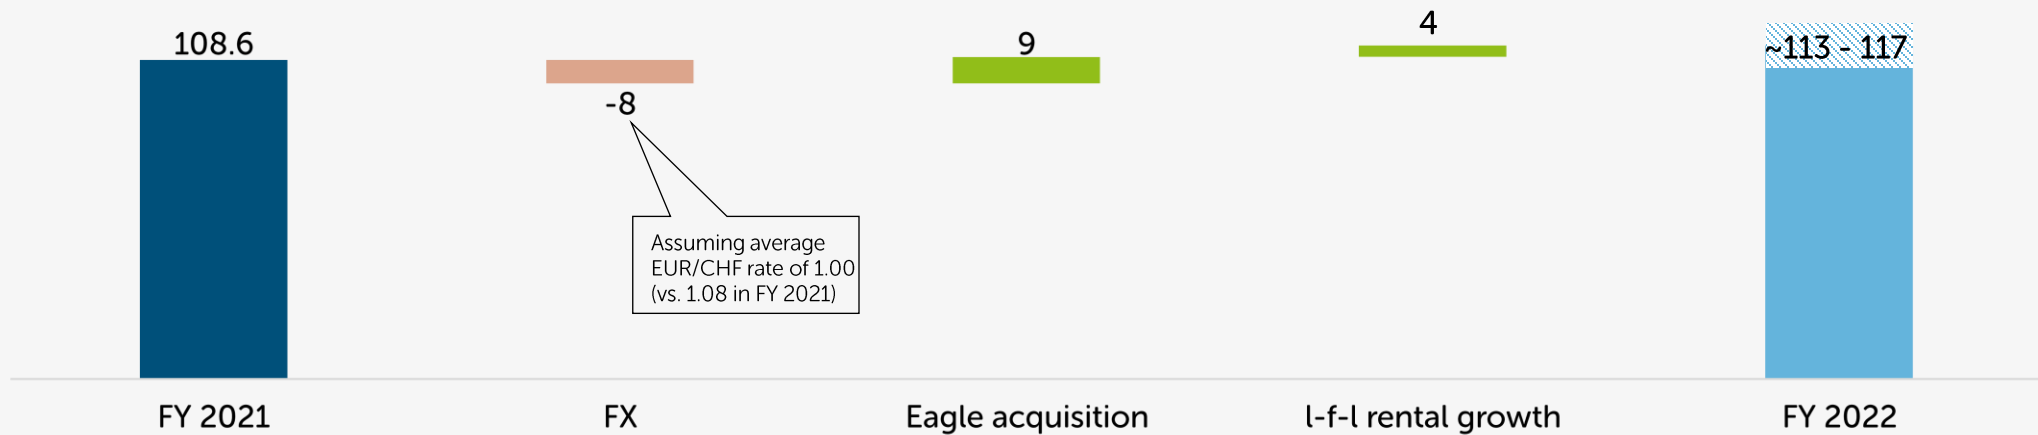 108.6
-8
9
4
~113 - 117
Assuming average
EUR/CHF rate of 1.00
(vs. 1.08 in FY 2021)
FY 2021
FX
Eagle acquisition
l-f-l rental growth
FY 2022